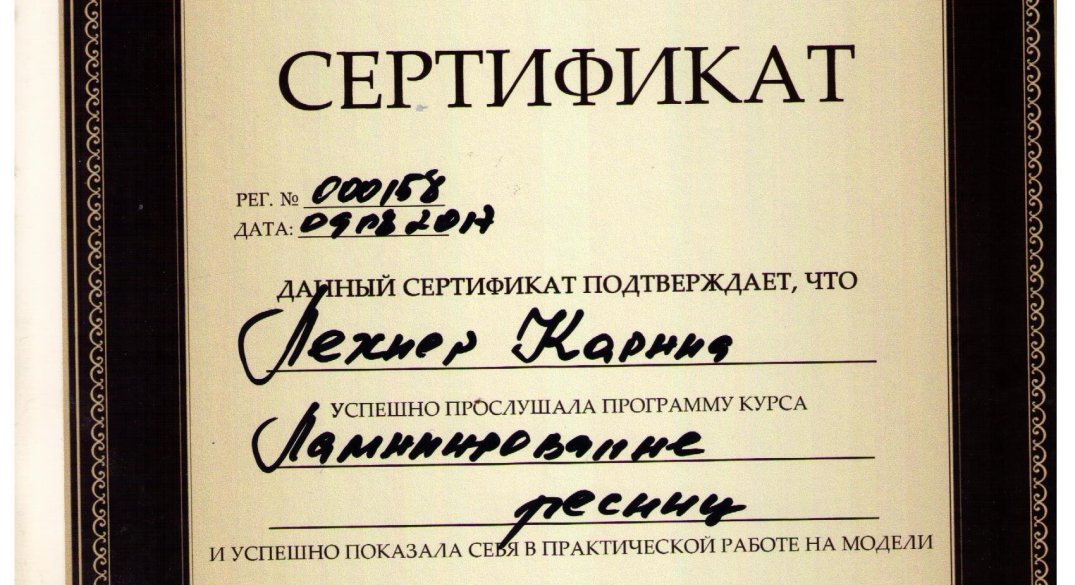 СЕРТИФИКАТ
РЕГ. № 000158
ДАТА: 09 08 2017
ДАННЫЙ СЕРТИФИКАТ ПОДТВЕРЖДАЕТ, ЧТО
Лехнер Карина
УСПЕШНО ПРОСЛУШАЛА ПРОГРАММУ КУРСА
Ламинирование
ресниц
И УСПЕШНО ПОКАЗАЛА СЕБЯ В ПРАКТИЧЕСКОЙ РАБОТЕ НА МОДЕЛИ